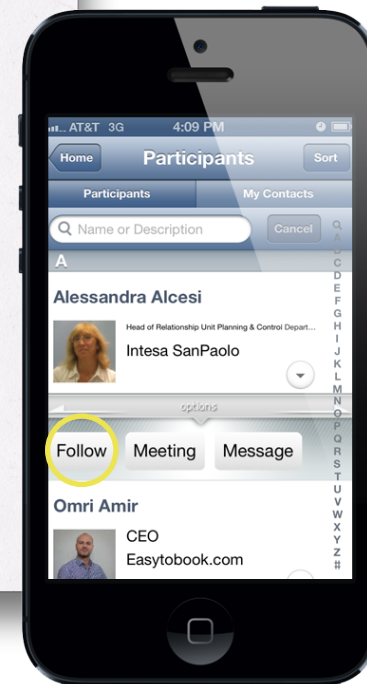 AT&T 3G 4:09 PM
Home Participants Sort
Participants My Contacts
Name or Description Cancel
A
Alessandra Alcesi
Head of Relationship Unit Planning & Control Depart...
Intesa SanPaolo
options
Follow Meeting Message
Omri Amir
CEO
Easytobook.com
A
C
D
E
F
G
H
I
J
K
L
M
N
O
P
Q
R
S
T
U
V
W
X
Y
Z
#